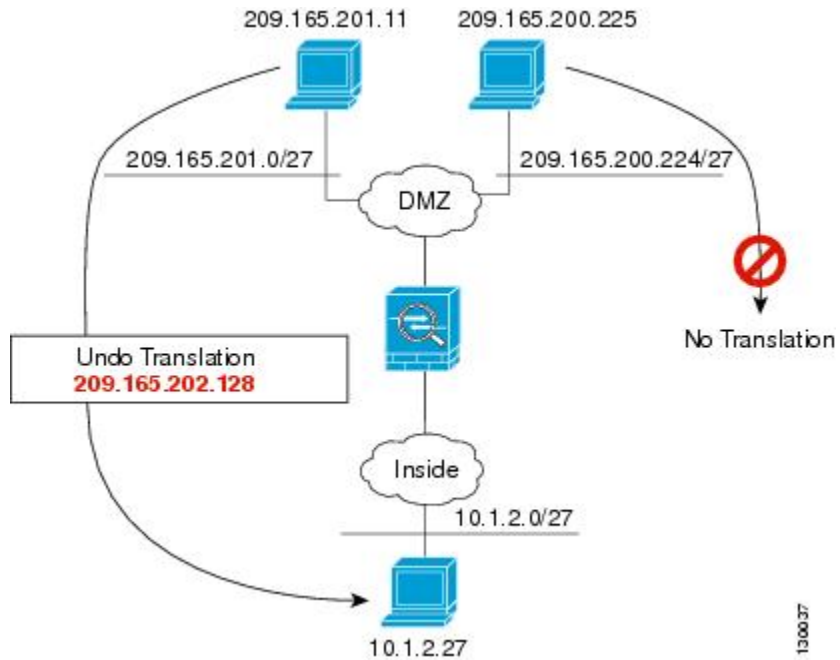 209.165.201.11
209.165.200.225
209.165.201.0/27
209.165.200.224/27
DMZ
No Translation
Undo Translation
209.165.202.128
Inside
10.1.2.0/27
10.1.2.27
130037